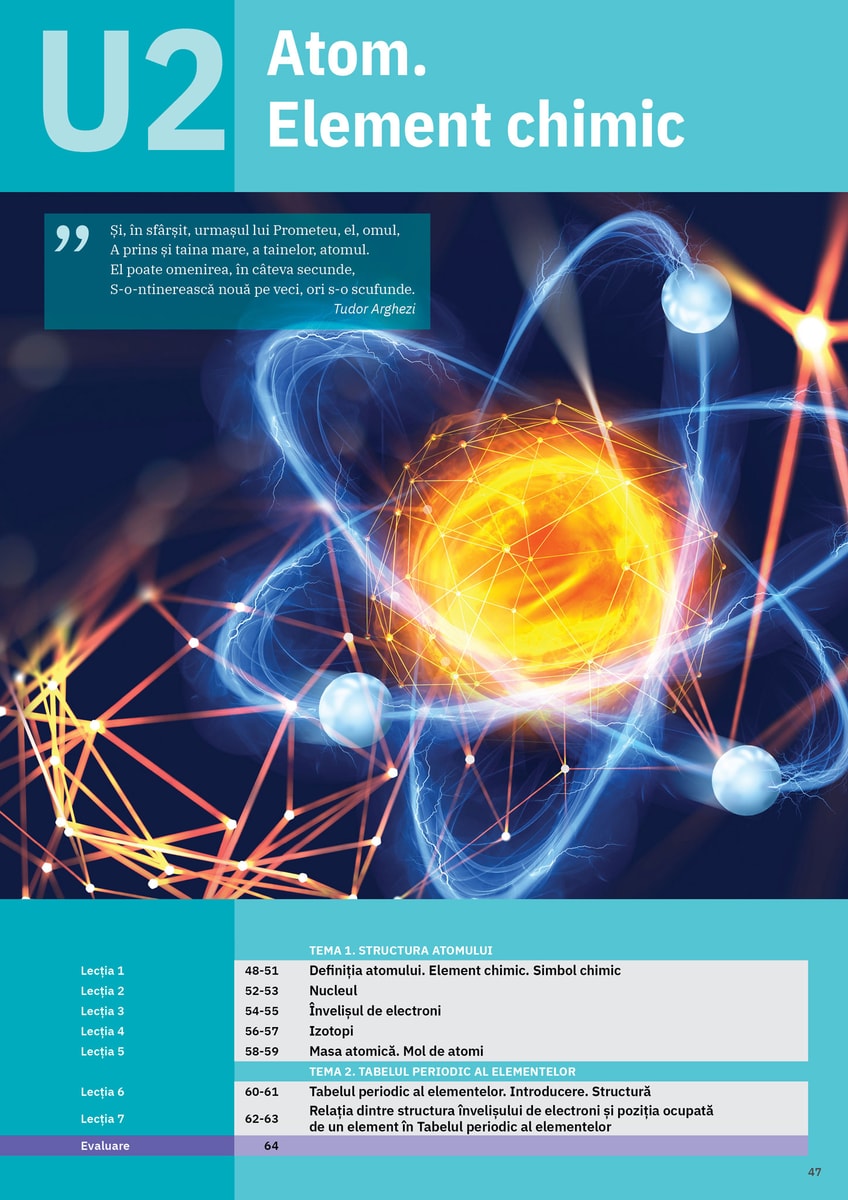 U2
Atom.
Element chimic
” Și, în sfârșit, urmașul lui Prometeu, el, omul,
A prins și taina mare, a tainelor, atomul.
El poate omenirea, în câteva secunde,
S-o-ntinerească nouă pe veci, ori s-o scufunde.
Tudor Arghezi
TEMA 1. STRUCTURA ATOMULUI
Lecția 1 48-51 Definiția atomului. Element chimic. Simbol chimic
Lecția 2 52-53 Nucleul
Lecția 3 54-55 Învelișul de electroni
Lecția 4 56-57 Izotopi
Lecția 5 58-59 Masa atomică. Mol de atomi
TEMA 2. TABELUL PERIODIC AL ELEMENTELOR
Lecția 6 60-61 Tabelul periodic al elementelor. Introducere. Structură
Lecția 7 62-63 Relația dintre structura învelișului de electroni și poziția ocupată
de un element în Tabelul periodic al elementelor
Evaluare 64
47